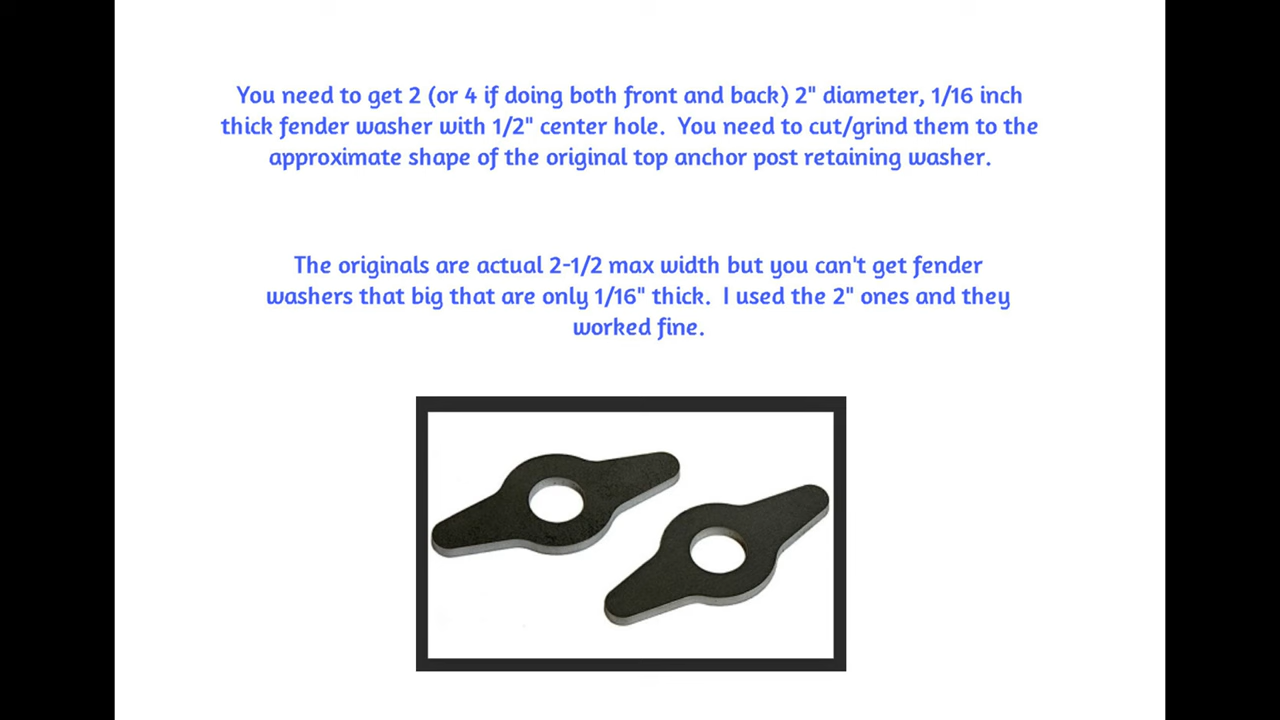 You need to get 2 (or 4 if doing both front and back) 2" diameter, 1/16 inch
thick fender washer with 1/2" center hole.  You need to cut/grind them to the
approximate shape of the original top anchor post retaining washer.
The originals are actual 2-1/2 max width but you can't get fender
washers that big that are only 1/16" thick.  I used the 2" ones and they
worked fine.